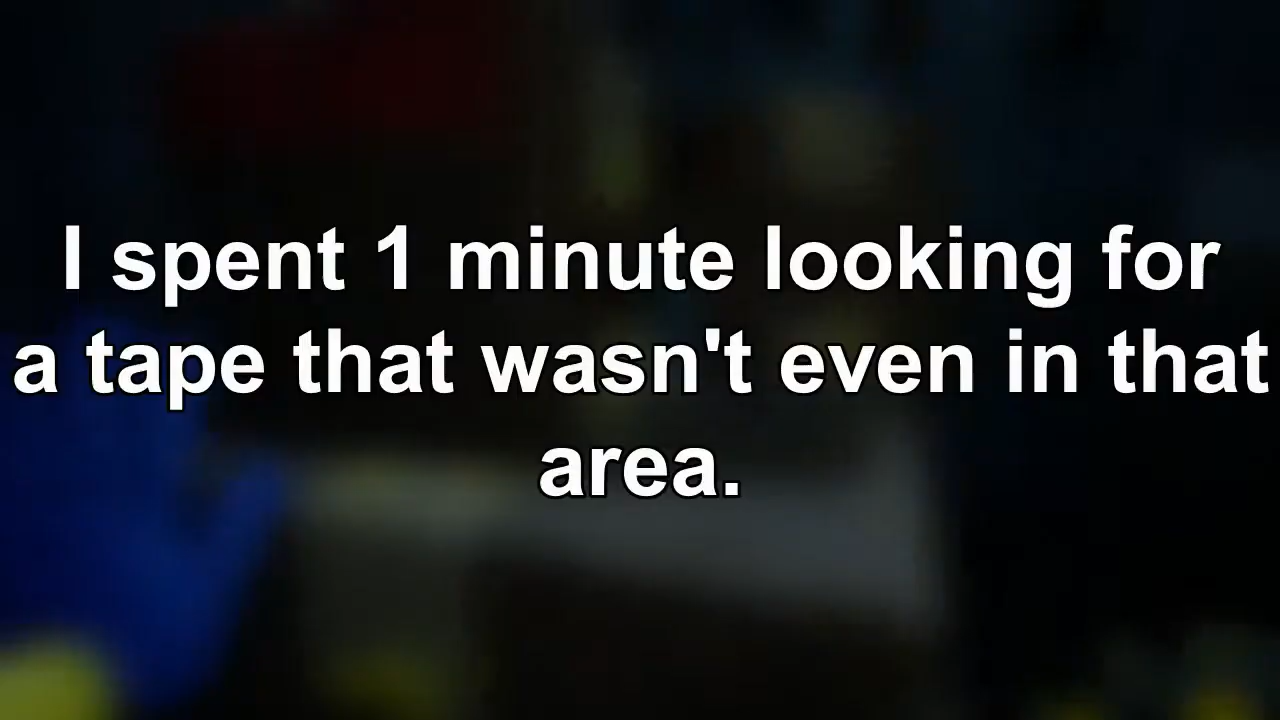 I spent 1 minute looking for
a tape that wasn't even in that
area.